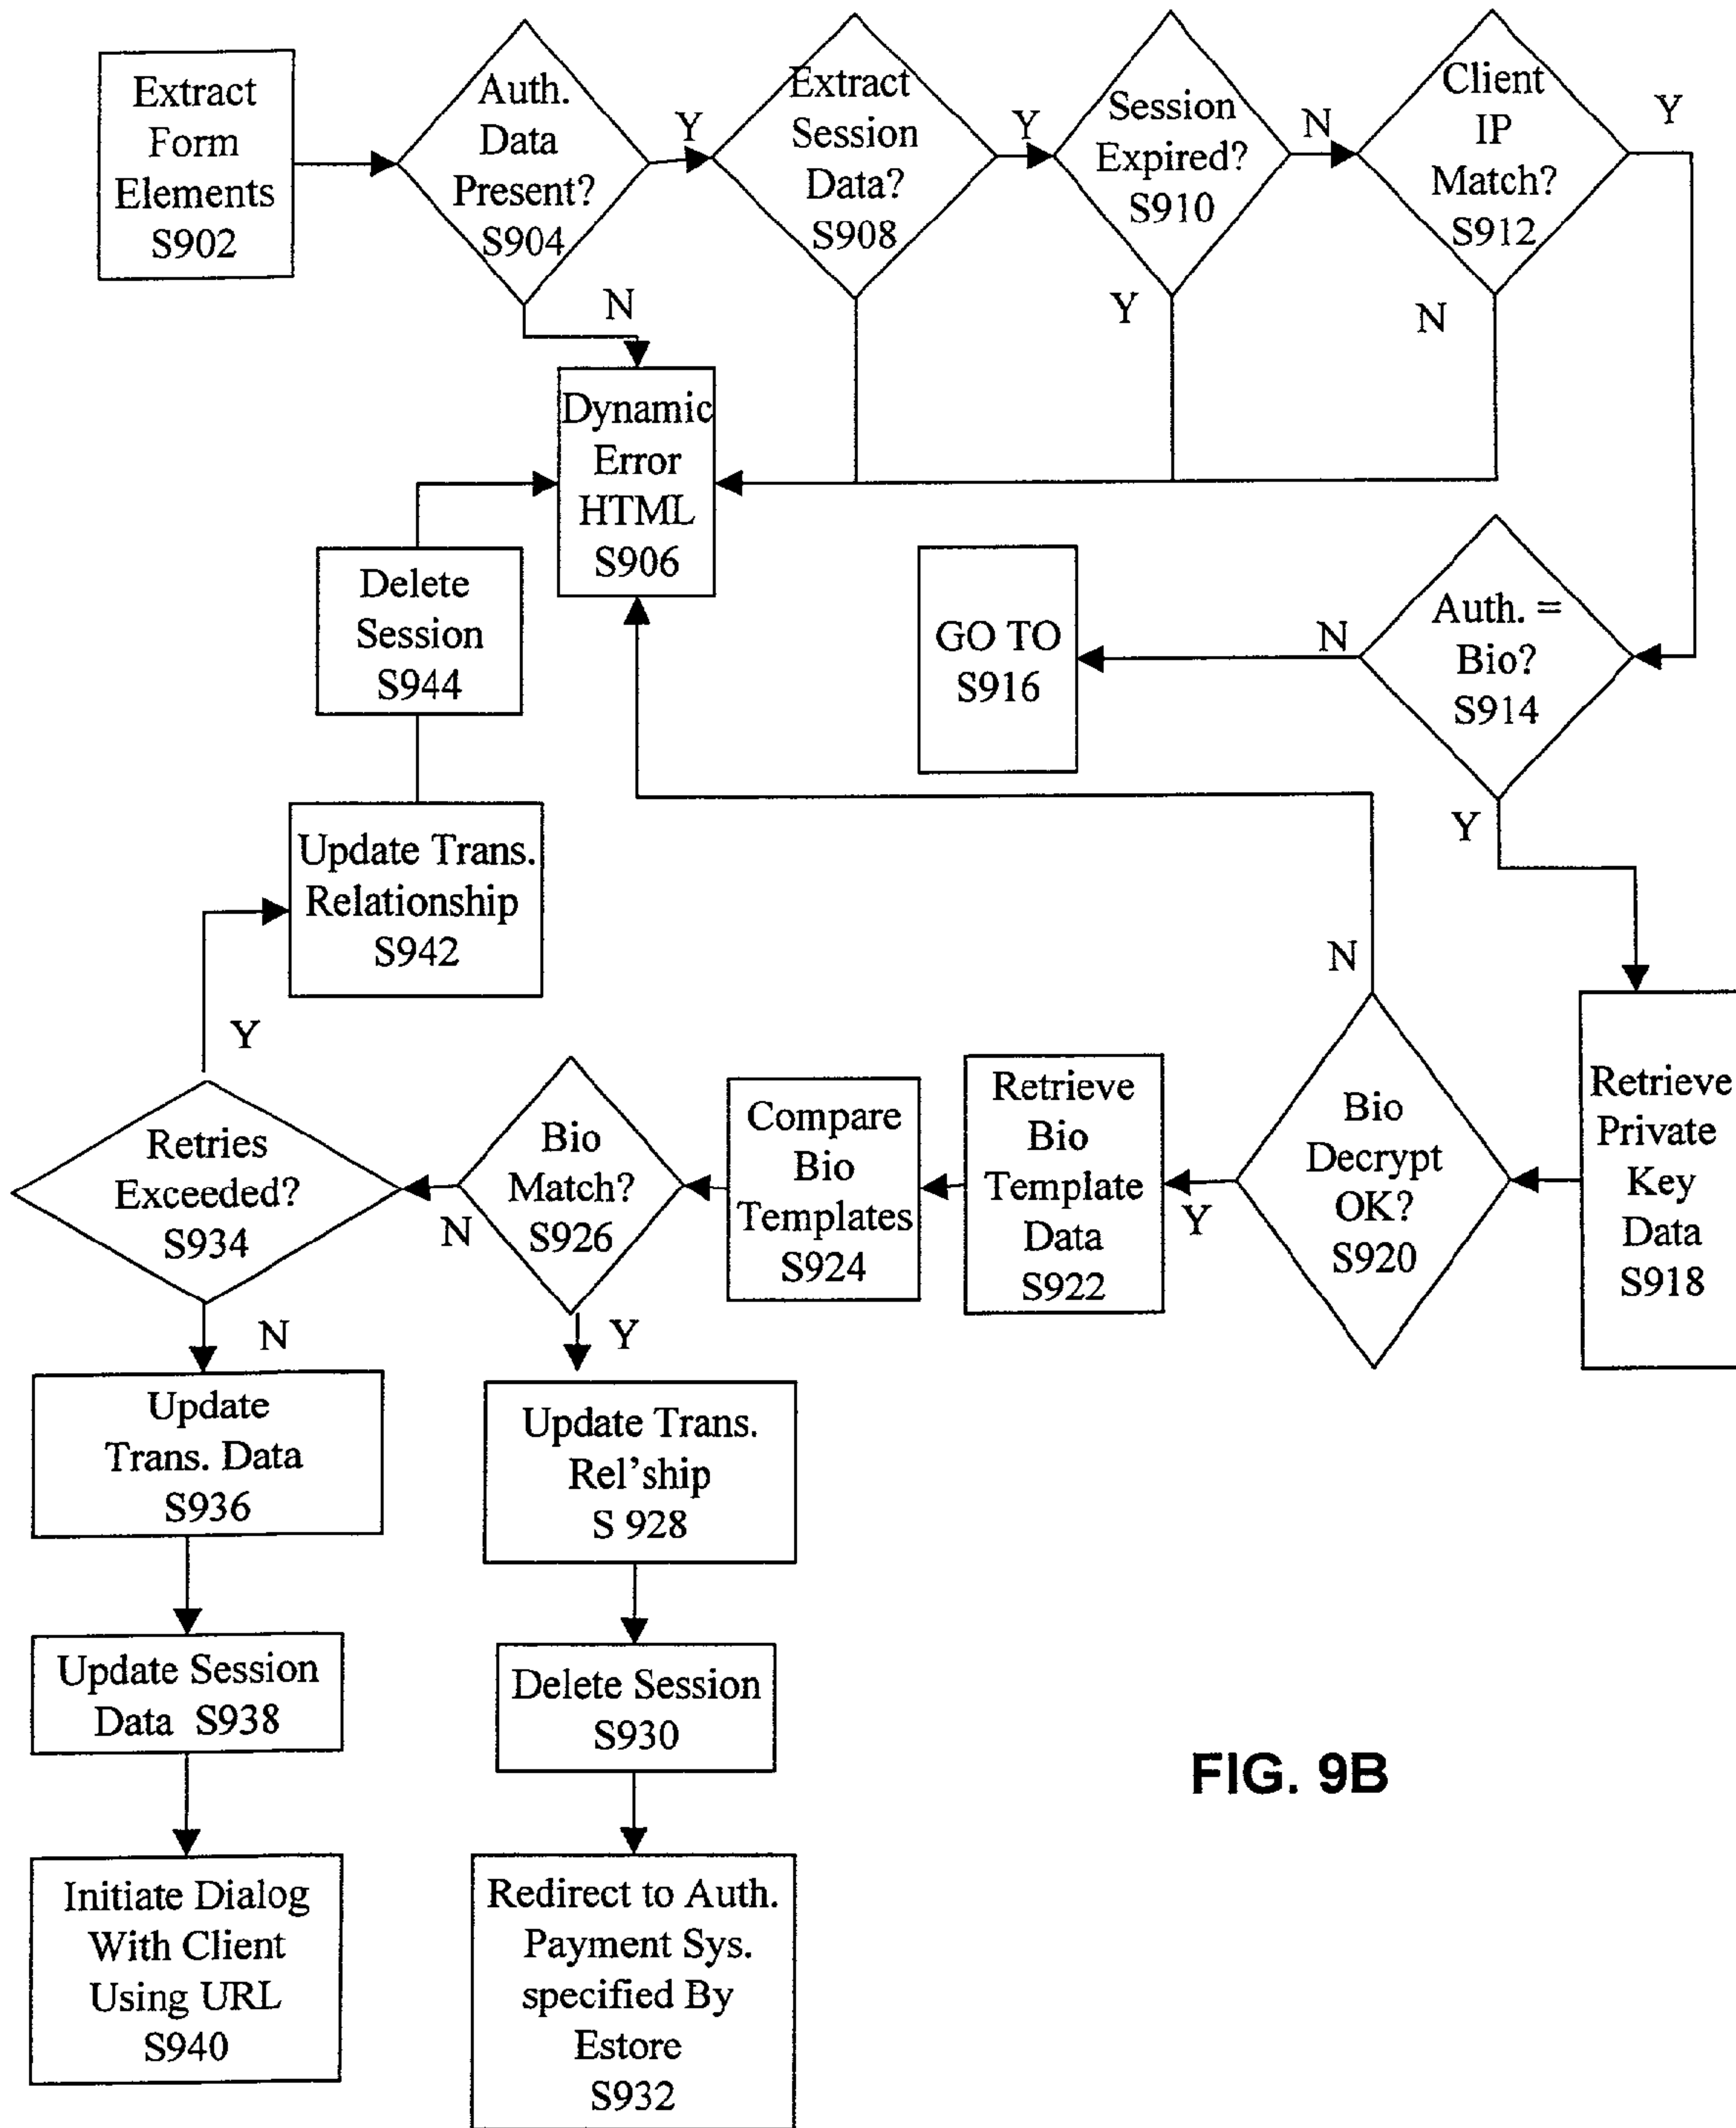 Extract
Form
Elements
S902
Auth.
Data
Present?
S904
Y
N
Extract
Session
Data?
S908
Y
Session
Expired?
S910
N
Y
Client
IP
Match?
S912
Y
N
Dynamic
Error
HTML
S906
Delete
Session
S944
GO TO
S916
N
Auth. =
Bio?
S914
Y
Update Trans.
Relationship
S942
N
Y
Retries
Exceeded?
S934
N
N
Bio
Match?
S926
Y
Compare
Bio
Templates
S924
Retrieve
Bio
Template
Data
S922
Y
Bio
Decrypt
OK?
S920
Retrieve
Private
Key
Data
S918
Update
Trans. Data
S936
Update Trans.
Rel'ship
S 928
Update Session
Data S938
Delete Session
S930
FIG. 9B
Initiate Dialog
With Client
Using URL
S940
Redirect to Auth.
Payment Sys.
specified By
Estore
S932